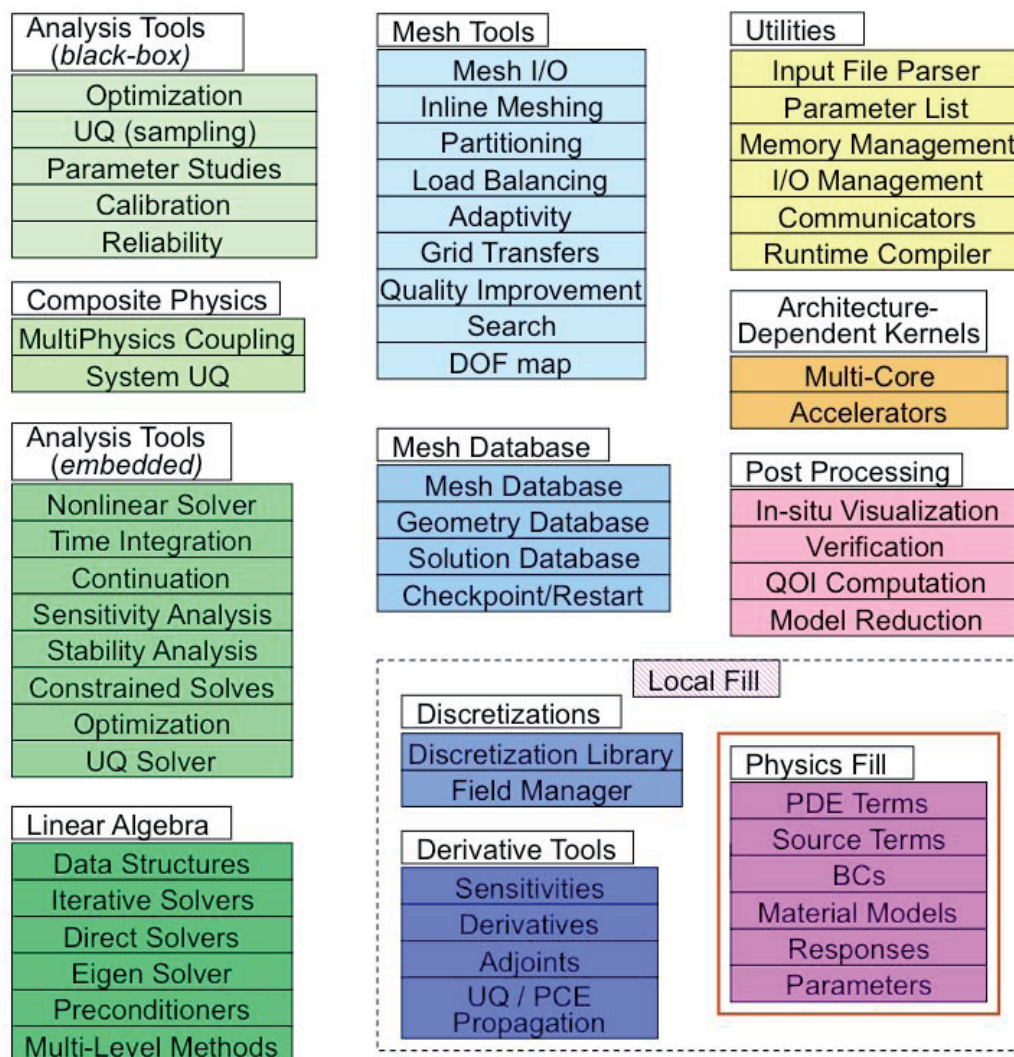 Analysis Tools
(black-box)
Optimization
UQ (sampling)
Parameter Studies
Calibration
Reliability
Composite Physics
MultiPhysics Coupling
System UQ
Analysis Tools
(embedded)
Nonlinear Solver
Time Integration
Continuation
Sensitivity Analysis
Stability Analysis
Constrained Solves
Optimization
UQ Solver
Linear Algebra
Data Structures
Iterative Solvers
Direct Solvers
Eigen Solver
Preconditioners
Multi-Level Methods
Mesh Tools
Mesh I/O
Inline Meshing
Partitioning
Load Balancing
Adaptivity
Grid Transfers
Quality Improvement
Search
DOF map
Mesh Database
Mesh Database
Geometry Database
Solution Database
Checkpoint/Restart
Utilities
Input File Parser
Parameter List
Memory Management
I/O Management
Communicators
Runtime Compiler
Architecture-
Dependent Kernels
Multi-Core
Accelerators
Post Processing
In-situ Visualization
Verification
QOI Computation
Model Reduction
Local Fill
Discretizations
Discretization Library
Field Manager
Derivative Tools
Sensitivities
Derivatives
Adjoints
UQ / PCE
Propagation
Physics Fill
PDE Terms
Source Terms
BCs
Material Models
Responses
Parameters